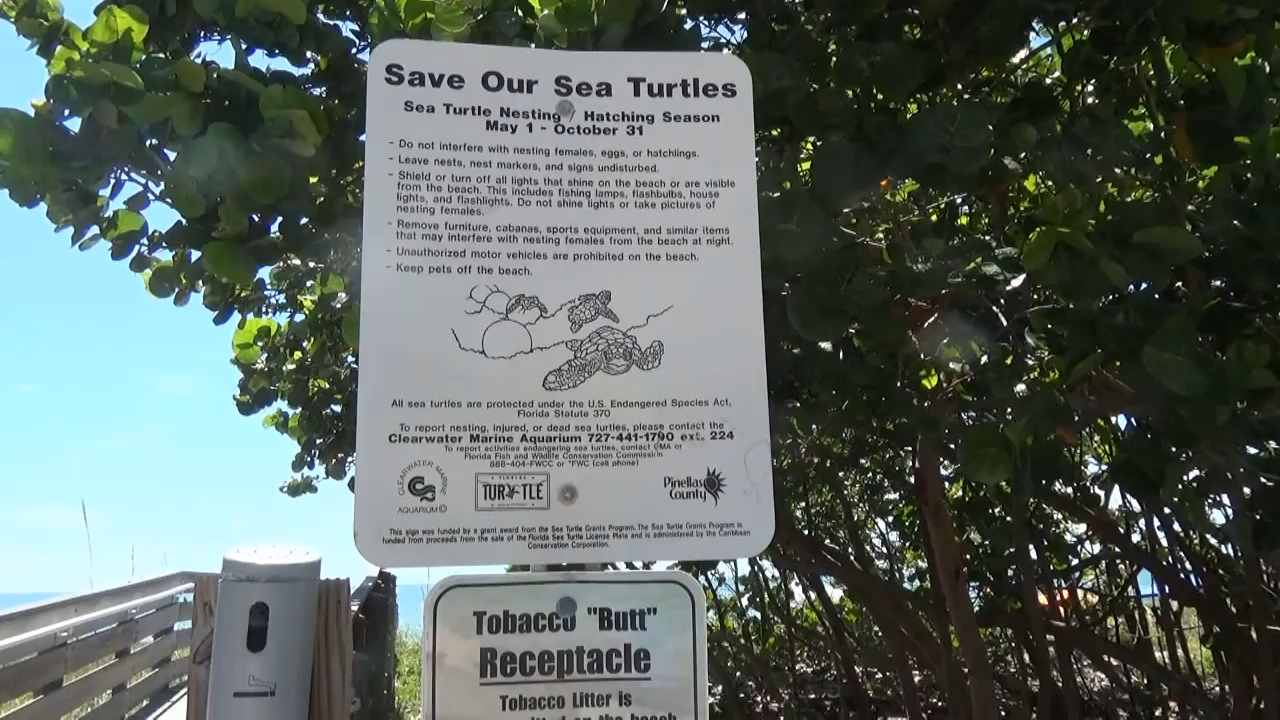 Save Our Sea Turtles
Sea Turtle Nesting / Hatching Season
May 1 - October 31
- Do not interfere with nesting females, eggs, or hatchlings.
- Leave nests, nest markers, and signs undisturbed.
- Shield or turn off all lights that shine on the beach or are visible
from the beach. This includes fishing lamps, flashbulbs, house
lights, and flashlights. Do not shine lights or take pictures of
nesting females.
- Remove furniture, cabanas, sports equipment, and similar items
that may interfere with nesting females from the beach at night.
- Unauthorized motor vehicles are prohibited on the beach.
- Keep pets off the beach.
All sea turtles are protected under the U.S. Endangered Species Act,
Florida Statute 370
To report nesting, injured, or dead sea turtles, please contact the
Clearwater Marine Aquarium 727-441-1790 ext. 224
To report activities endangering sea turtles, contact CMA or
Florida Fish and Wildlife Conservation Commission
888-404-FWCC or *FWC (cell phone)
CLEARWATER MARINE
AQUARIUM ©
FLORIDA
TURTLE
Pinellas
County
This sign was funded by a grant award from the Sea Turtle Grants Program. The Sea Turtle Grants Program is
funded from proceeds from the sale of the Florida Sea Turtle License Plate and is administered by the Caribbean
Conservation Corporation.
Tobacco "Butt"
Receptacle
Tobacco Litter is
on the beach